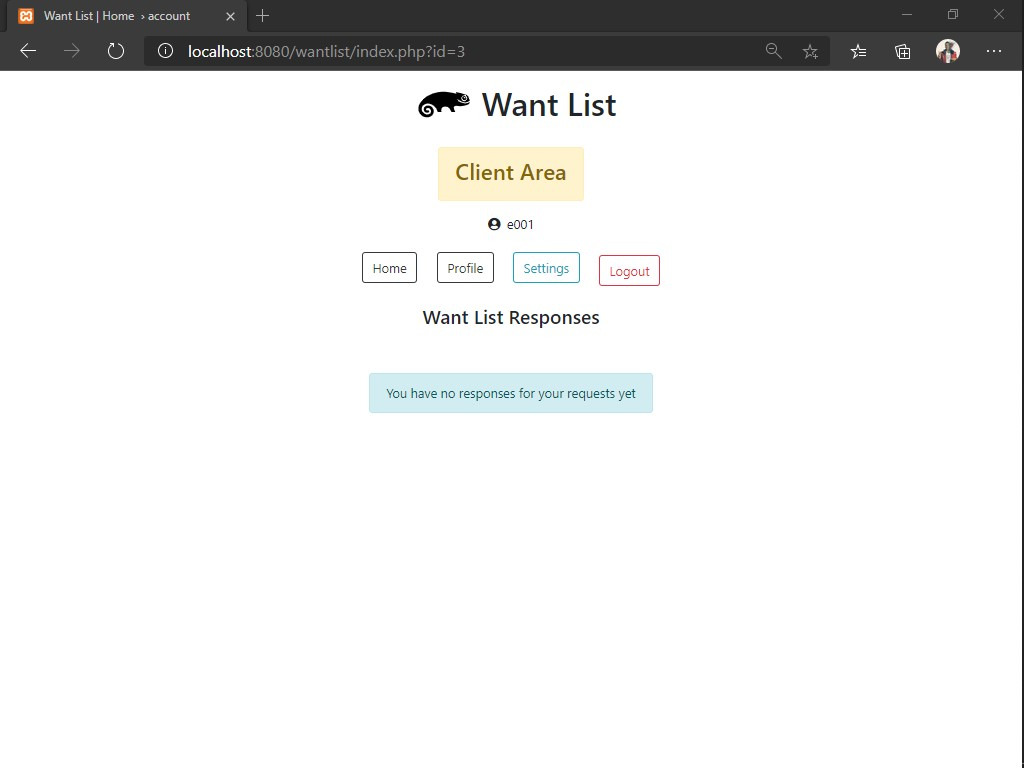 Want List | Home › account
localhost:8080/wantlist/index.php?id=3
Want List
Client Area
e001
Home Profile Settings Logout
Want List Responses
You have no responses for your requests yet